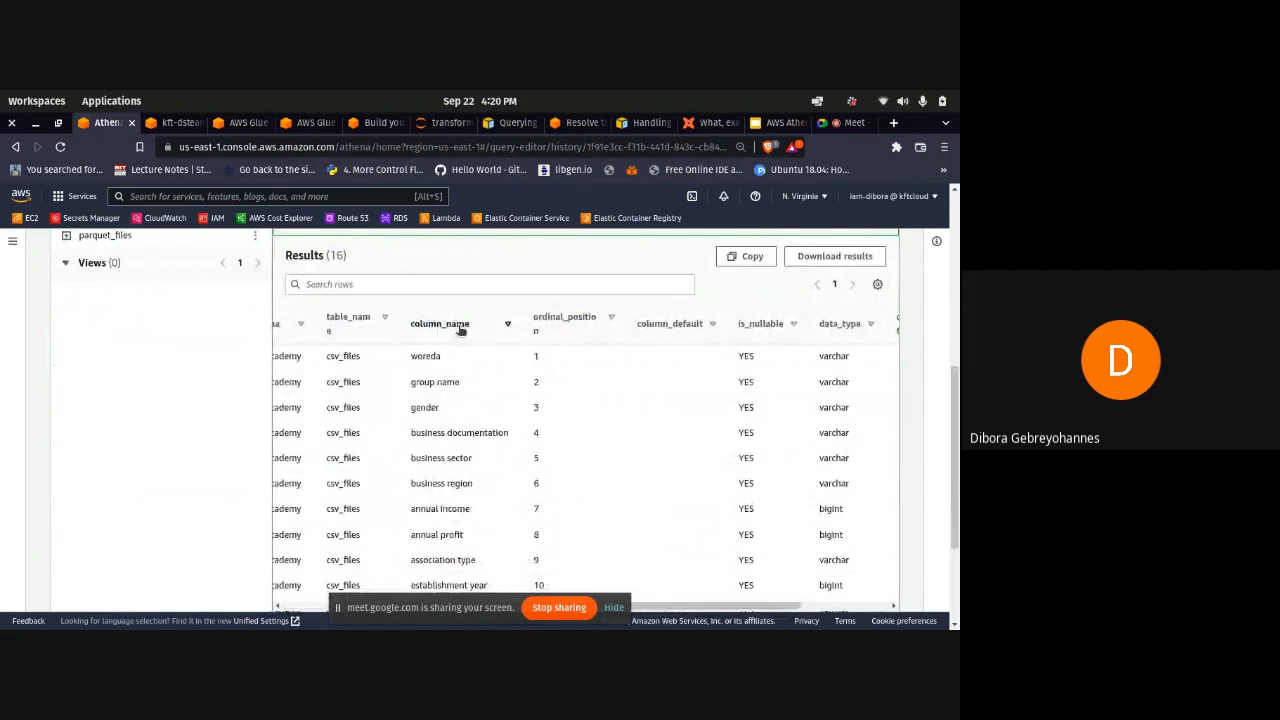 Workspaces Applications Sep 22 4:20 PM
Athen kft-dstean AWS Glue AWS Glue Build you transform Querying Resolve t Handling What, exa AWS Athe Meet -
us-east-1.console.aws.amazon.com/athena/home?region=us-east-1#/query-editor/history/1f91e3cc-f31b-441d-843c-cb84...
You searched for... Lecture Notes | St... Go back to the si... 4. More Control Fl... Hello World · Git... libgen.io Free Online IDE a... Ubuntu 18.04: Ho... »
aws Services Search for services, features, blogs, docs, and more [Alt+S] N. Virginia iam-dibora @ kftcloud
EC2 Secrets Manager CloudWatch IAM AWS Cost Explorer Route 53 RDS Lambda Elastic Container Service Elastic Container Registry
parquet_files
Views (0) 1
Results (16) Copy Download results
Search rows 1
na table_name column_name ordinal_position column_default is_nullable data_type
cademy csv_files woreda 1 YES varchar
cademy csv_files group name 2 YES varchar
cademy csv_files gender 3 YES varchar
cademy csv_files business documentation 4 YES varchar
cademy csv_files business sector 5 YES varchar
cademy csv_files business region 6 YES varchar
cademy csv_files annual income 7 YES bigint
cademy csv_files annual profit 8 YES bigint
cademy csv_files association type 9 YES varchar
cademy csv_files establishment year 10 YES bigint
meet.google.com is sharing your screen. Stop sharing Hide
Feedback Looking for language selection? Find it in the new Unified Settings , Amazon Web Services, Inc. or its affiliates. Privacy Terms Cookie preferences
D
Dibora Gebreyohannes